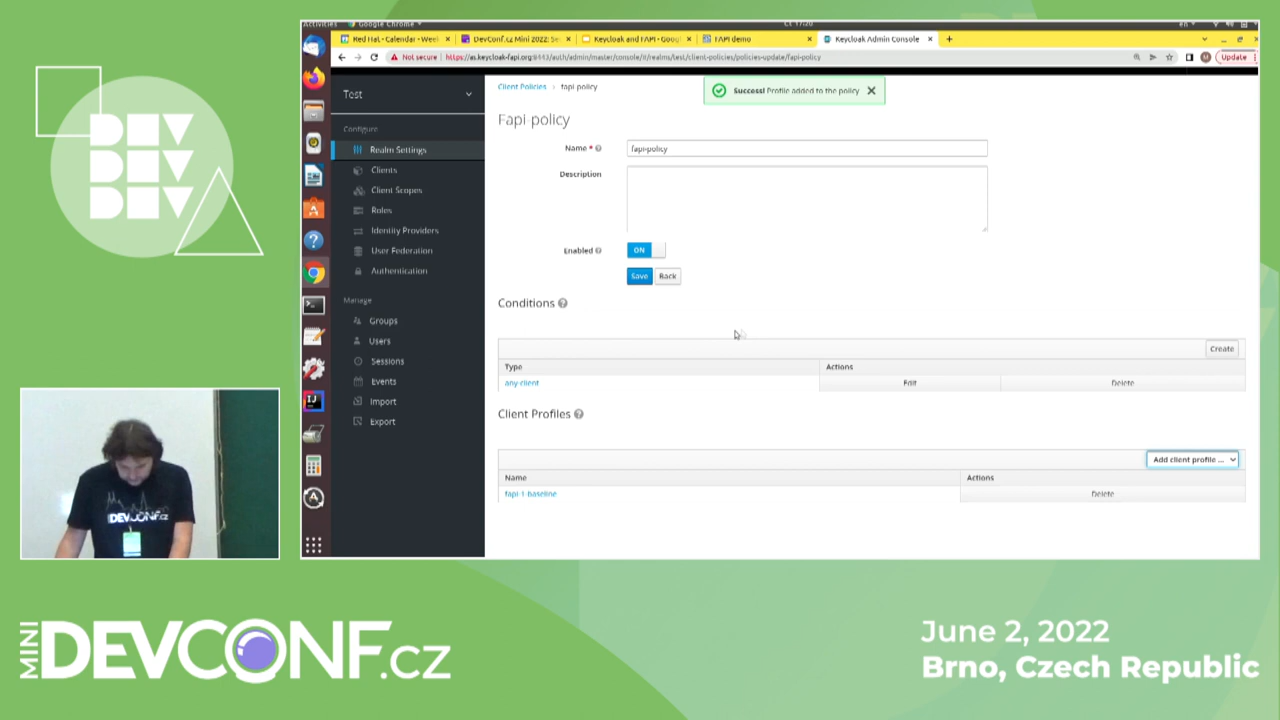 Activities
Google Chrome
Red Hat - Calendar - Week
DevConf.cz Mini 2022: Se
Keycloak and FAPI - Googl
FAPI demo
Keycloak Admin Console
Not secure
https://as.keycloak-fapi.org:8443/auth/admin/master/console/#/realms/test/client-policies/policies-update/fapi-policy
Update
Test
Configure
Realm Settings
Clients
Client Scopes
Roles
Identity Providers
User Federation
Authentication
Manage
Groups
Users
Sessions
Events
Import
Export
Client Policies > fapi-policy
Success! Profile added to the policy
Fapi-policy
Name *
fapi-policy
Description
Enabled
ON
Save
Back
Conditions
Create
Type
Actions
any-client
Edit
Delete
Client Profiles
Add client profile ...
Name
Actions
fapi-1-baseline
Delete
DEV
DEV
DEV
DEVCONF.cz
MINI DEVCONF.cz
June 2, 2022
Brno, Czech Republic